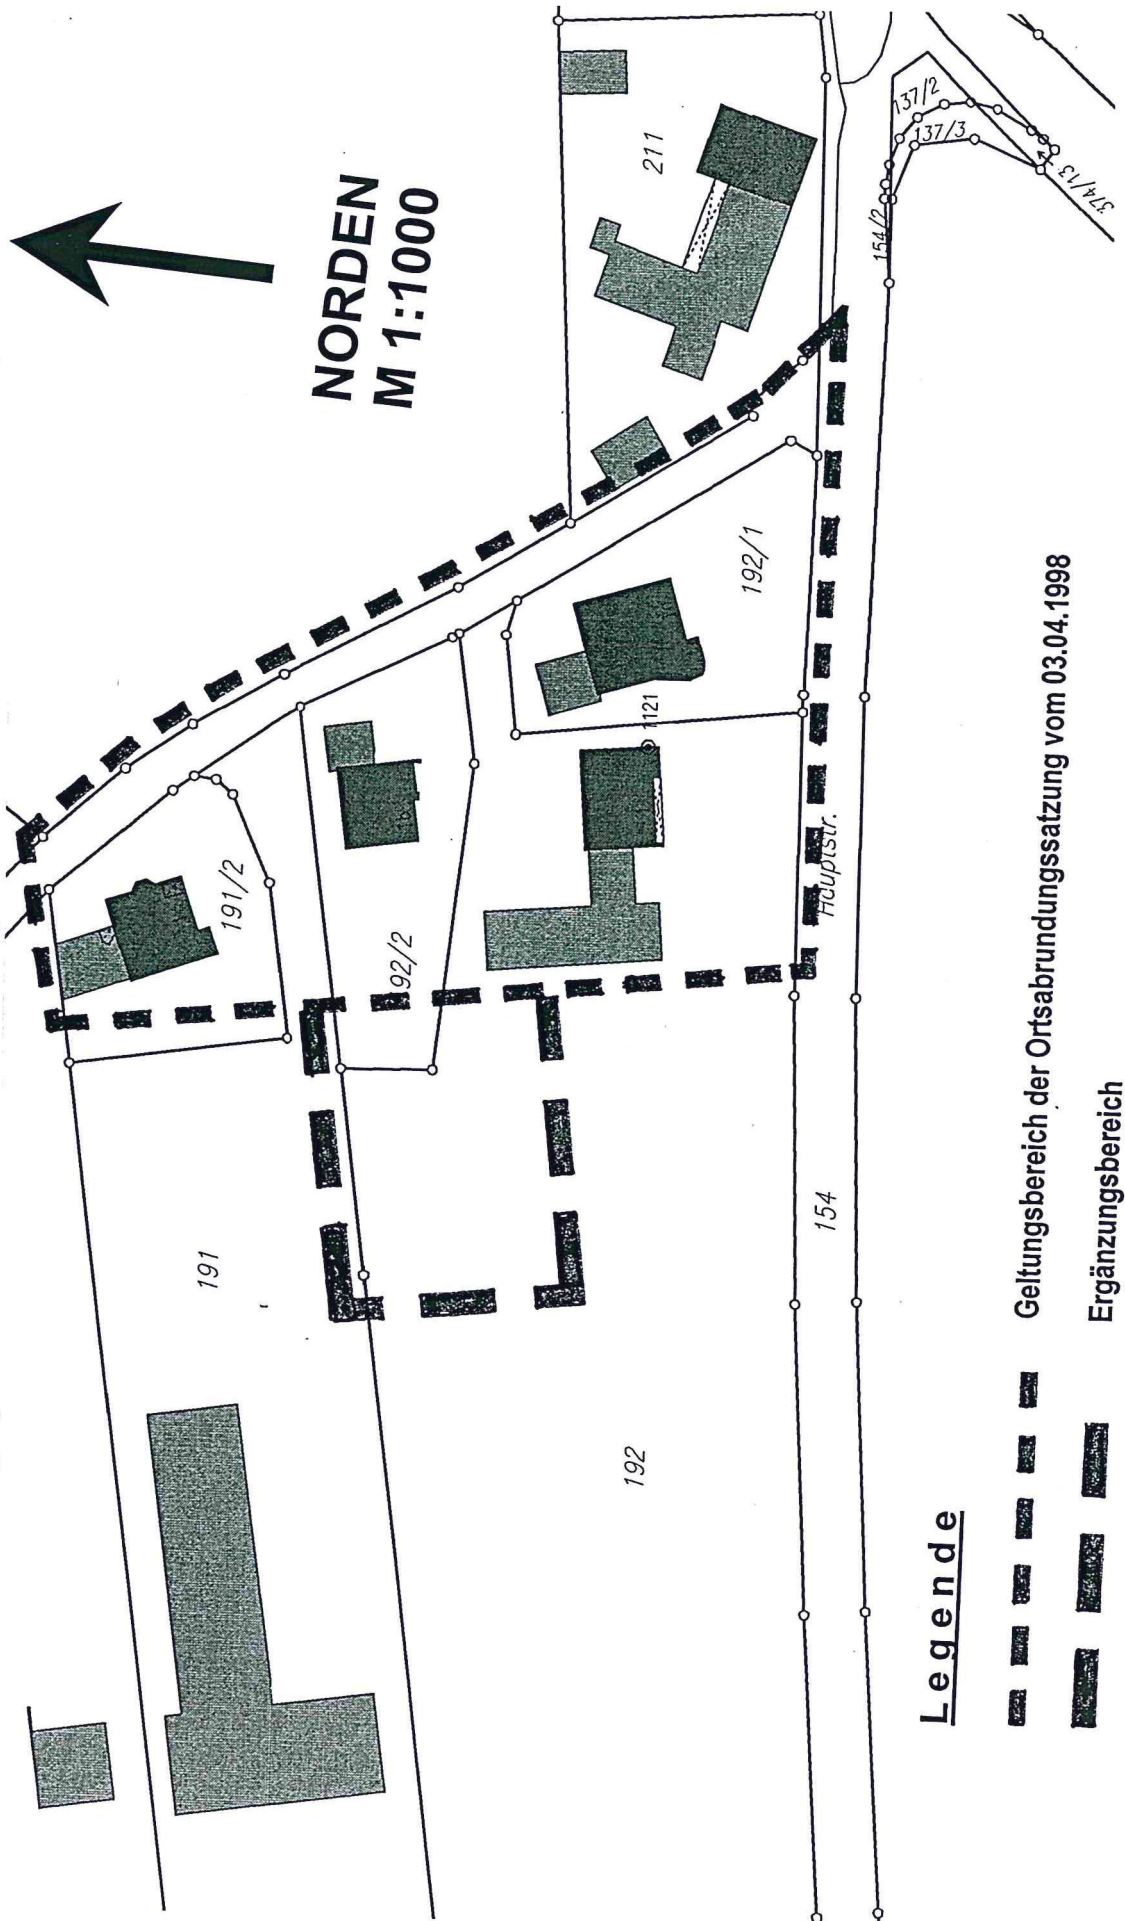 NORDEN
M 1:1000
211
137/2
137/3
154/2
374/13
192/1
1121
191/2
92/2
Hauptstr.
191
154
192
Legende
Geltungsbereich der Ortsabrundungssatzung vom 03.04.1998
Ergänzungsbereich